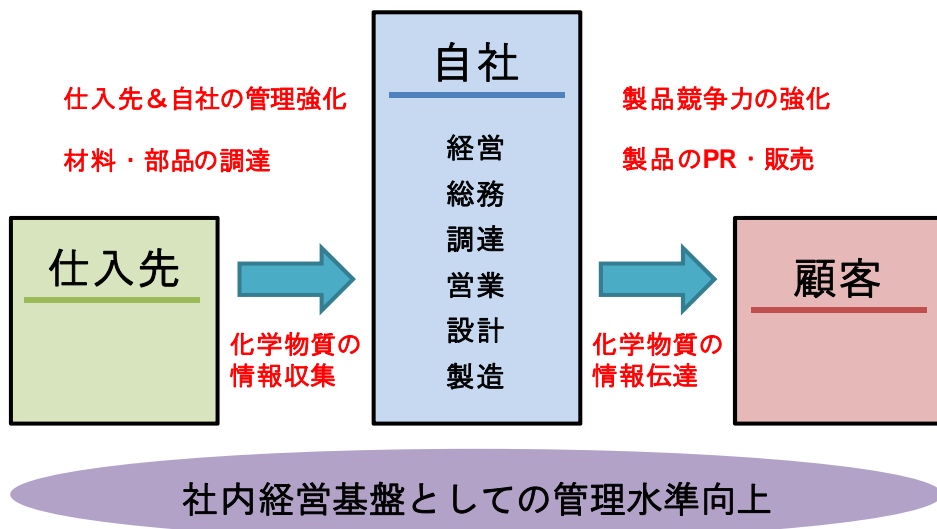 自社
仕入先＆自社の管理強化
材料・部品の調達
製品競争力の強化
製品のPR・販売
経営
総務
調達
営業
設計
製造
仕入先
化学物質の
情報収集
化学物質の
情報伝達
顧客
社内経営基盤としての管理水準向上